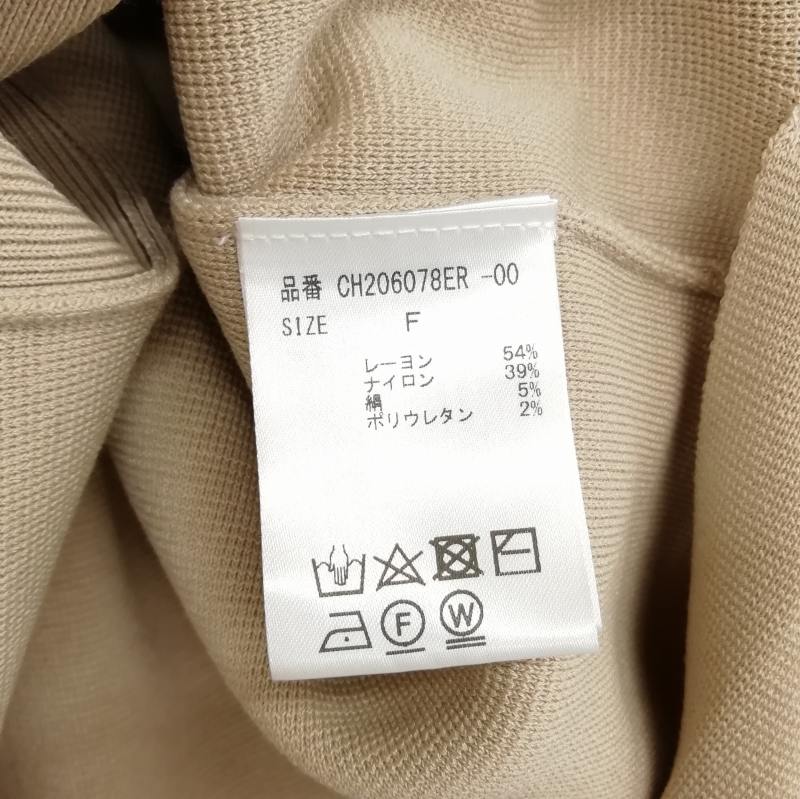 品番 CH206078ER -00
SIZE F
レーヨン 54%
ナイロン 39%
絹 5%
ポリウレタン 2%
F W